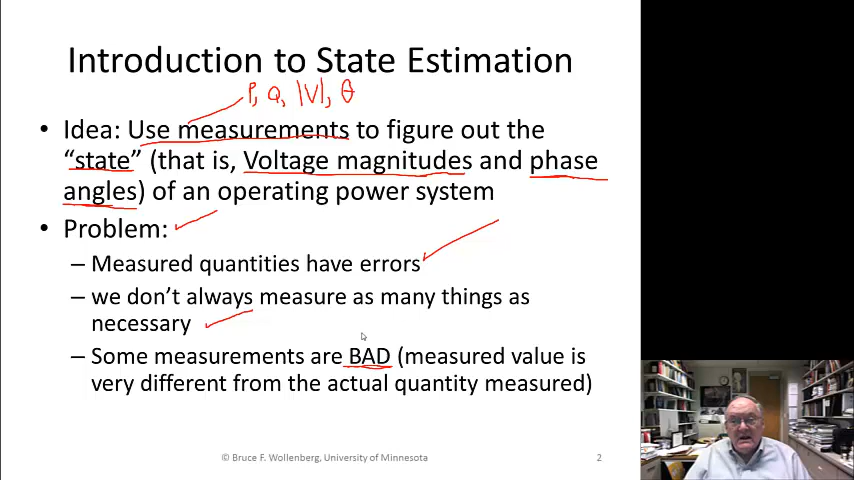 Introduction to State Estimation
P, Q, |V|, θ
• Idea: Use measurements to figure out the
“state” (that is, Voltage magnitudes and phase
angles) of an operating power system
• Problem:
– Measured quantities have errors
– we don’t always measure as many things as
necessary
– Some measurements are BAD (measured value is
very different from the actual quantity measured)
© Bruce F. Wollenberg, University of Minnesota
2